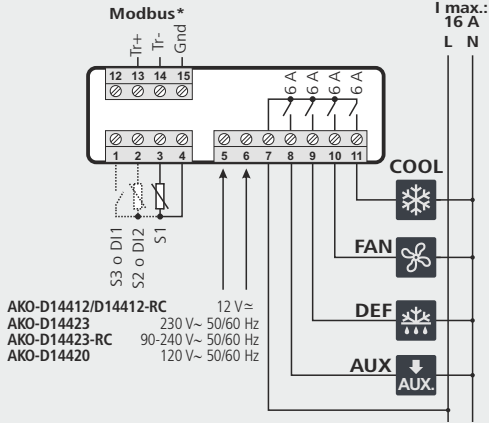 Modbus*
I max.:
16 A
Tr+ Tr- Gnd
L N
12 13 14 15
6 A 6 A 6 A 6 A
1 2 3 4 5 6 7 8 9 10 11
COOL
S3 o DI1
S2 o DI2
S1
FAN
AKO-D14412/D14412-RC 12 V≂
AKO-D14423 230 V~ 50/60 Hz
AKO-D14423-RC 90-240 V~ 50/60 Hz
AKO-D14420 120 V~ 50/60 Hz
DEF
AUX
AUX.